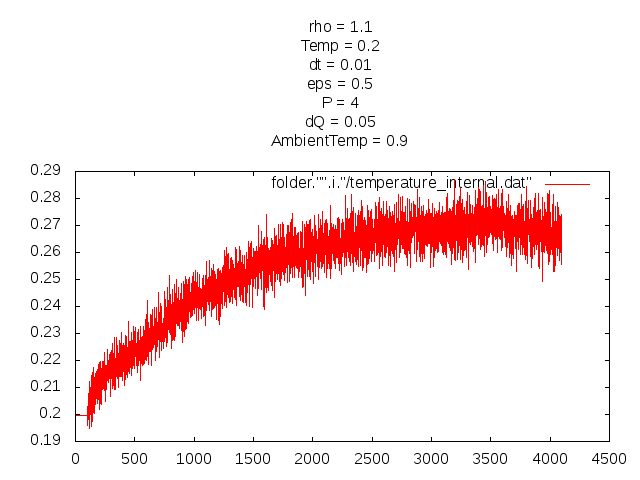 rho = 1.1
Temp = 0.2
dt = 0.01
eps = 0.5
P = 4
dQ = 0.05
AmbientTemp = 0.9
0.29
folder."".i."/temperature_internal.dat"
0.28
0.27
0.26
0.25
0.24
0.23
0.22
0.21
0.2
0.19
0 500 1000 1500 2000 2500 3000 3500 4000 4500